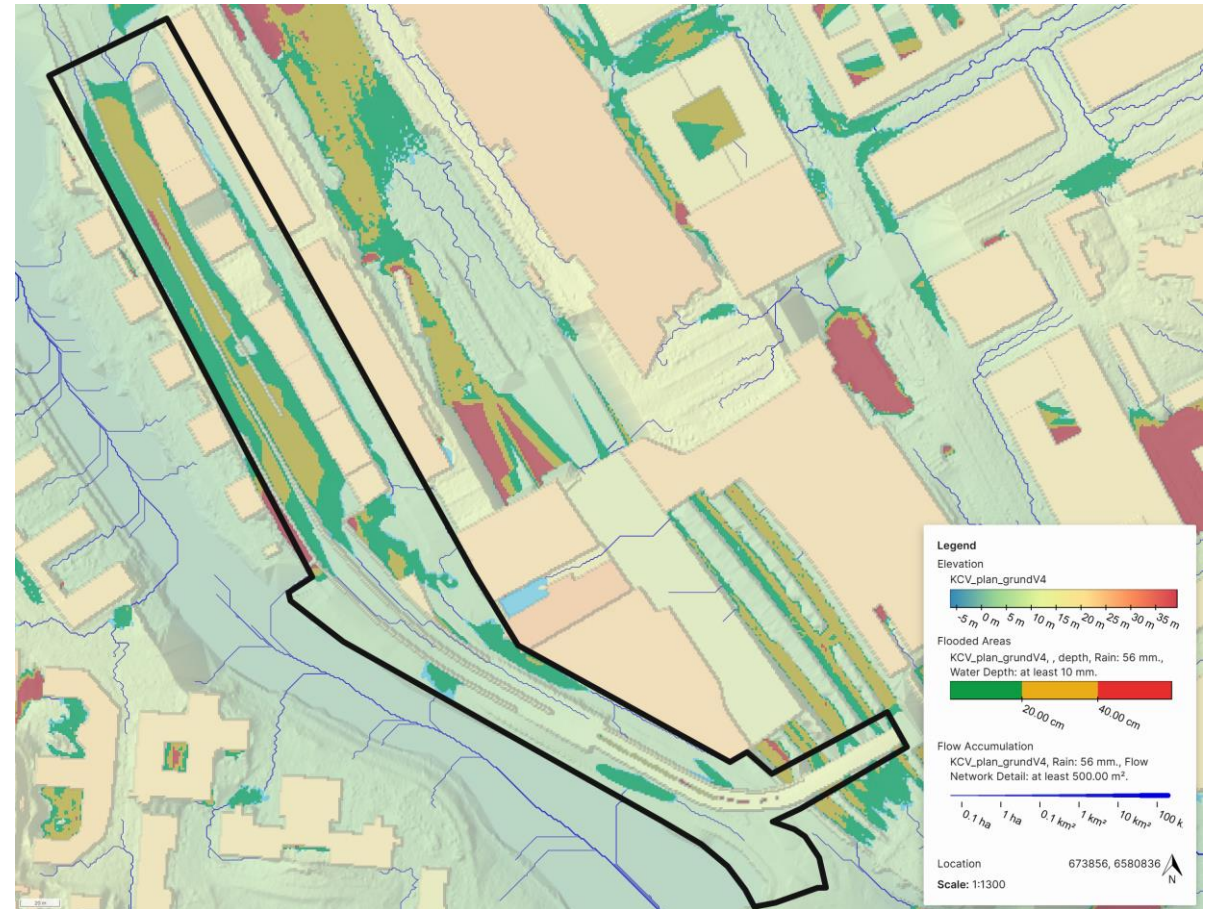 Legend
Elevation
KCV_plan_grundV4
-5 m 0 m 5 m 10 m 15 m 20 m 25 m 30 m 35 m
Flooded Areas
KCV_plan_grundV4, , depth, Rain: 56 mm.,
Water Depth: at least 10 mm.
20.00 cm 40.00 cm
Flow Accumulation
KCV_plan_grundV4, Rain: 56 mm., Flow
Network Detail: at least 500.00 m².
0.1 ha 1 ha 0.1 km² 1 km² 10 km² 100 k
Location 673856, 6580836
N
Scale: 1:1300
20 m